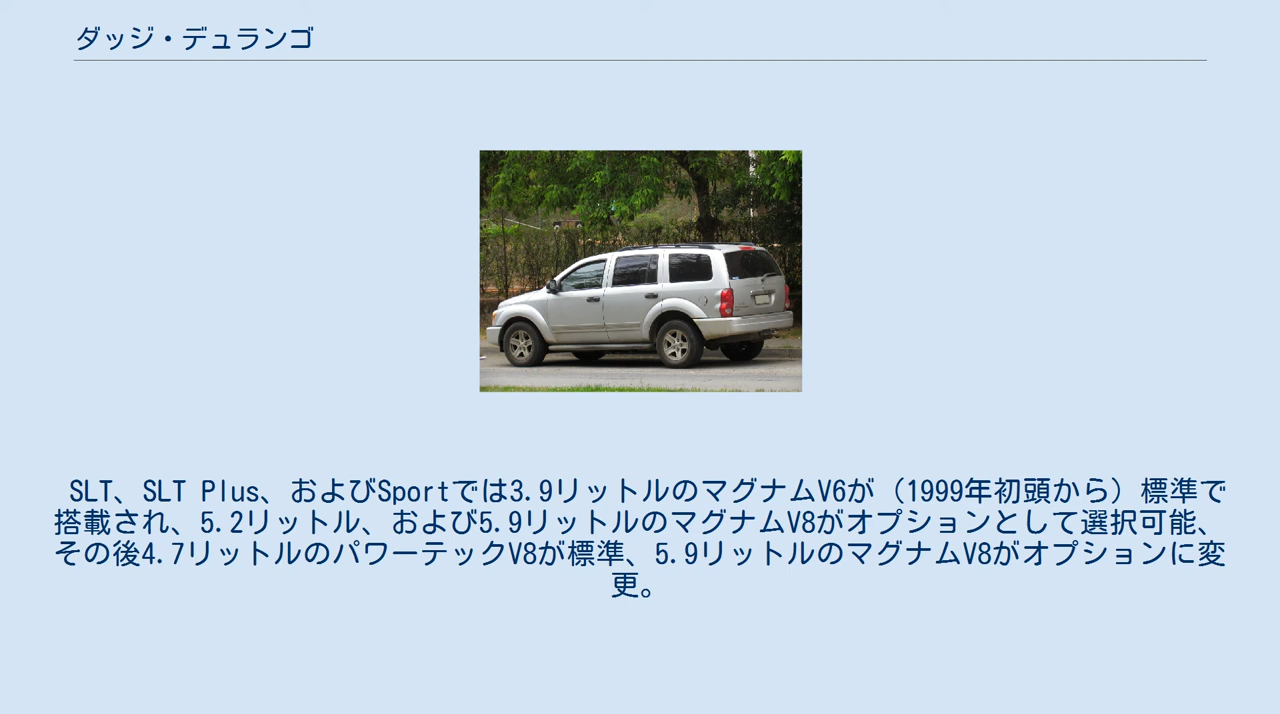 ダッジ・デュランゴ
SLT、SLT Plus、およびSportでは3.9リットルのマグナムV6が（1999年初頭から）標準で
搭載され、5.2リットル、および5.9リットルのマグナムV8がオプションとして選択可能、
その後4.7リットルのパワーテックV8が標準、5.9リットルのマグナムV8がオプションに変
更。